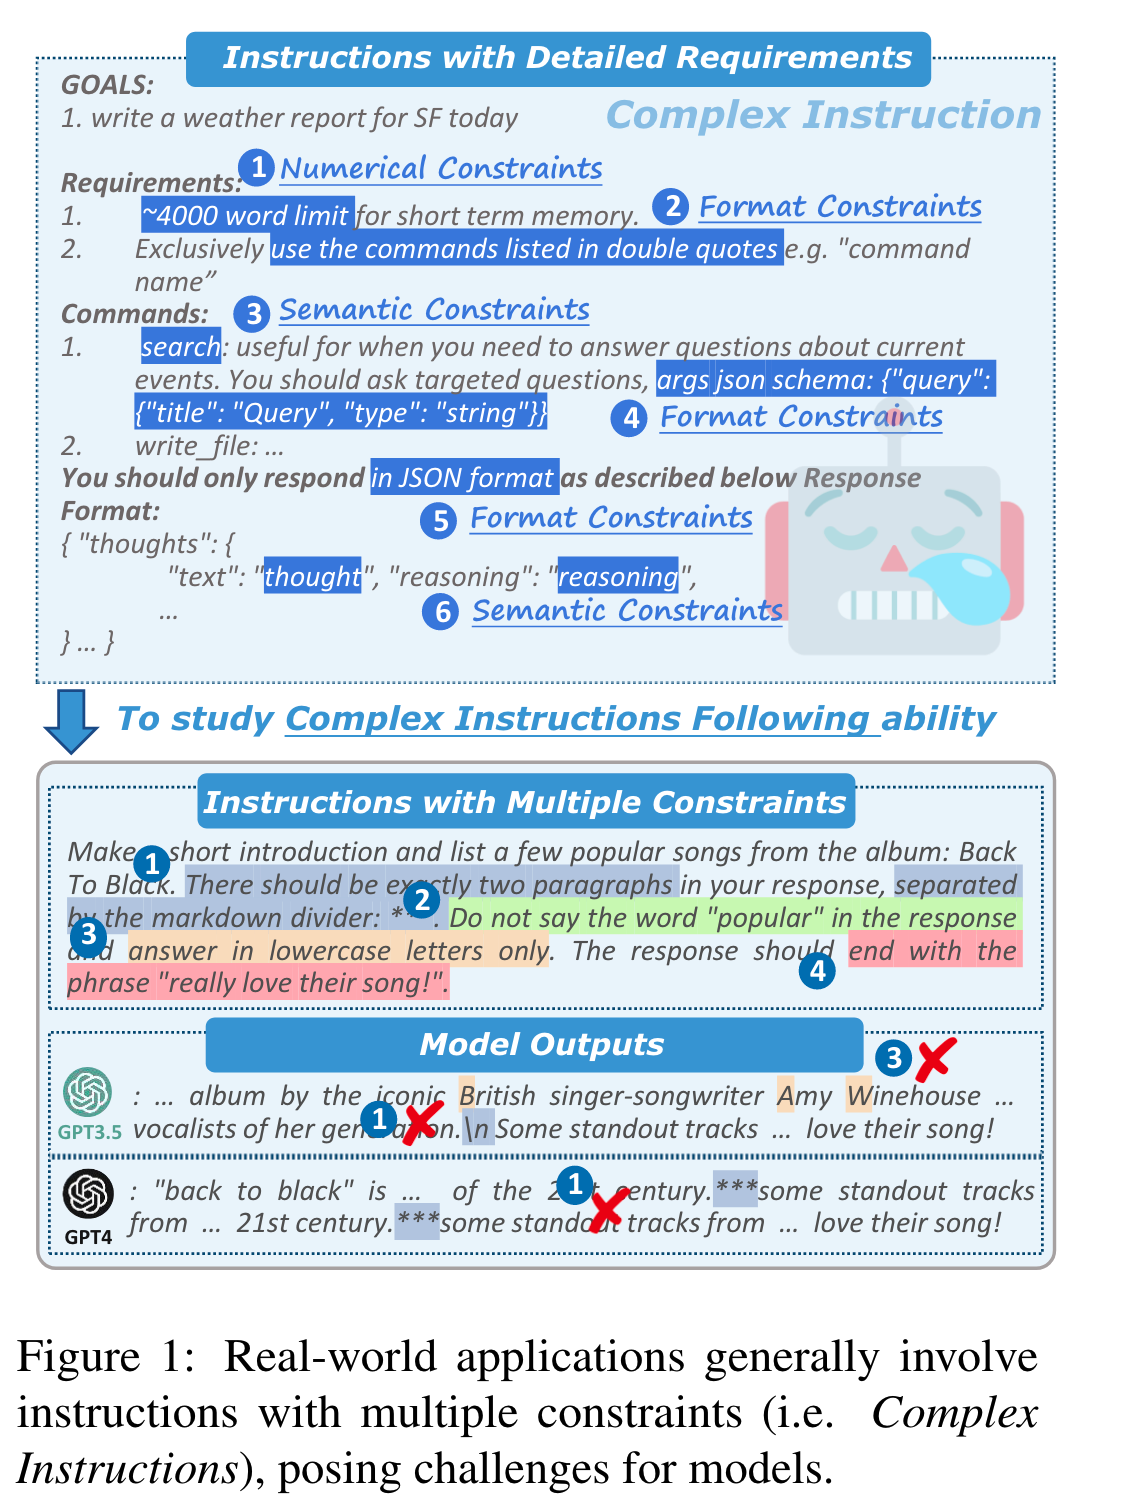 Instructions with Detailed Requirements
GOALS:
1. write a weather report for SF today
Complex Instruction
1 Numerical Constraints
Requirements:
1. ~4000 word limit for short term memory.
2 Format Constraints
2. Exclusively use the commands listed in double quotes e.g. "command
name”
Commands:
3 Semantic Constraints
1. search: useful for when you need to answer questions about current
events. You should ask targeted questions, args json schema: {"query":
{"title": "Query", "type": "string"}}
4 Format Constraints
2. write_file: ...
You should only respond in JSON format as described below Response
Format:
5 Format Constraints
{ "thoughts": {
"text": "thought", "reasoning": "reasoning",
...
6 Semantic Constraints
} ... }
To study Complex Instructions Following ability
Instructions with Multiple Constraints
Make short introduction and list a few popular songs from the album: Back
1
To Black. There should be exactly two paragraphs in your response, separated
2
by the markdown divider: * . Do not say the word "popular" in the response
3
and answer in lowercase letters only. The response should end with the
4
phrase "really love their song!".
Model Outputs
3
: ... album by the iconic British singer-songwriter Amy Winehouse ...
1
GPT3.5 vocalists of her generation.\n Some standout tracks ... love their song!
1
: "back to black" is ... of the 21st century.***some standout tracks
GPT4 from ... 21st century.***some standout tracks from ... love their song!
Figure 1: Real-world applications generally involve
instructions with multiple constraints (i.e. Complex
Instructions), posing challenges for models.